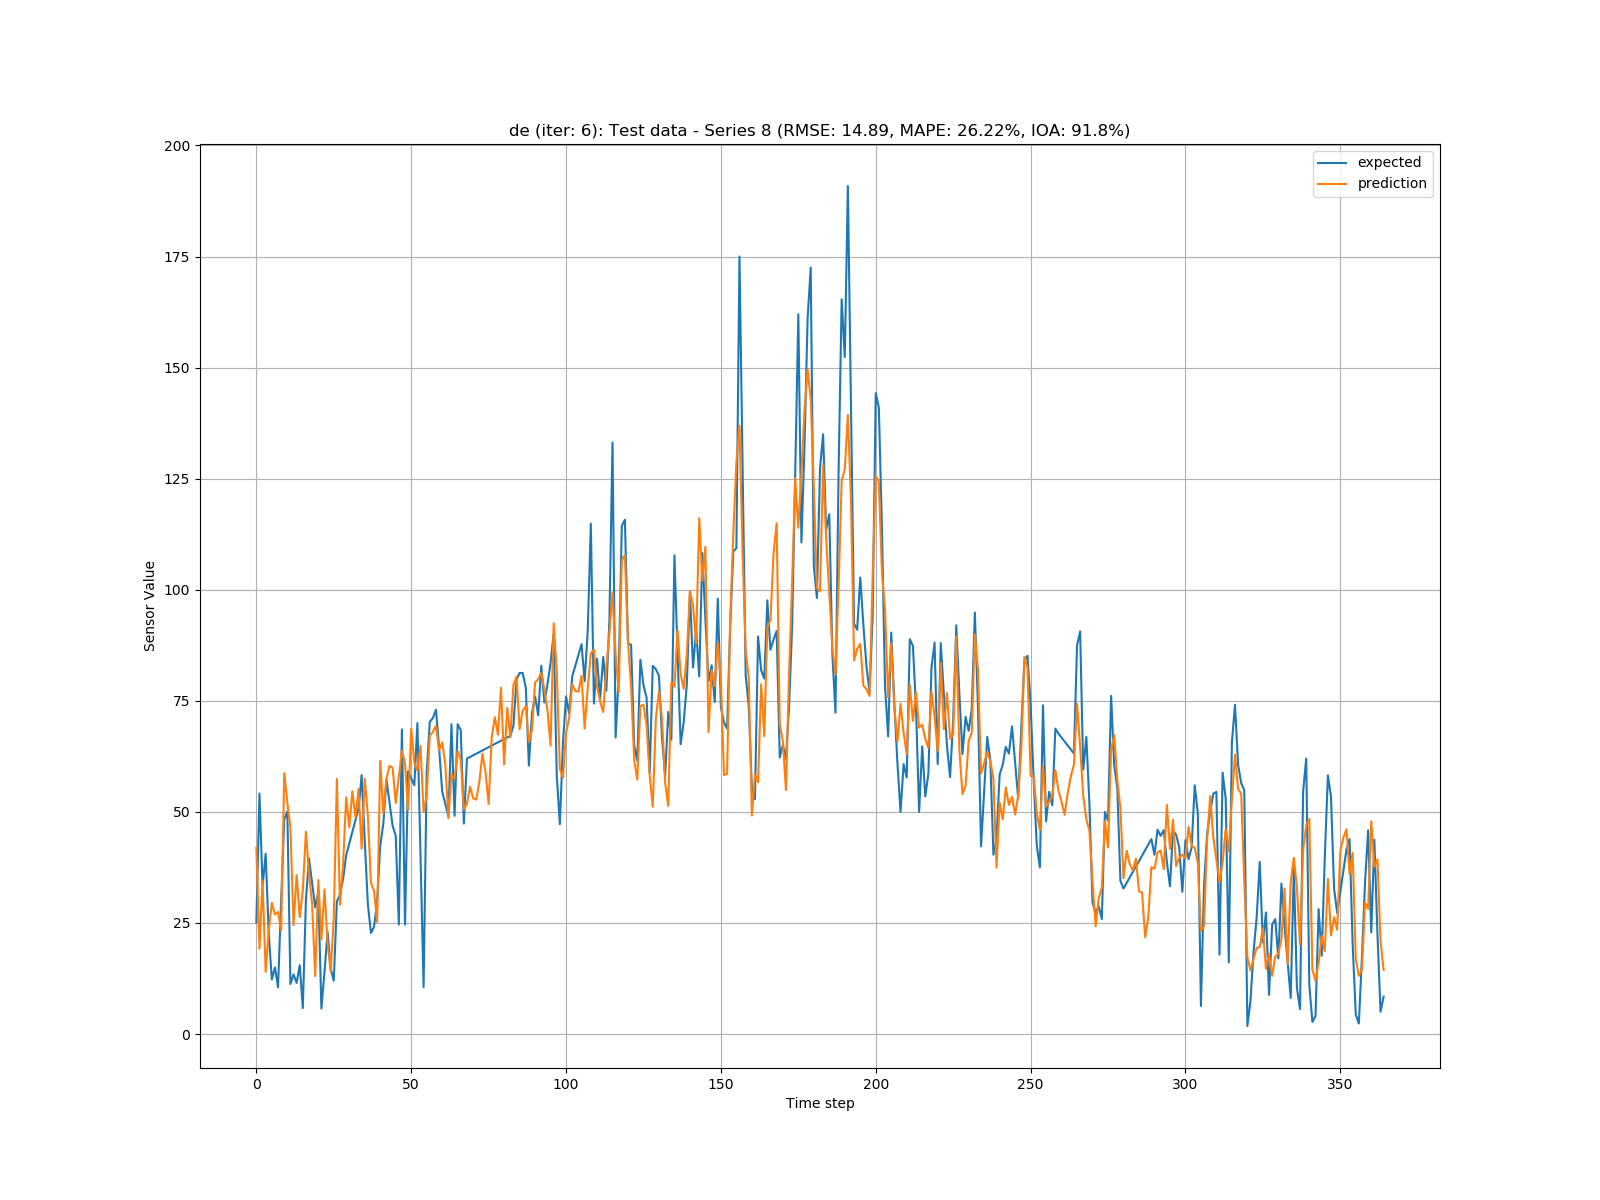 de (iter: 6): Test data - Series 8 (RMSE: 14.89, MAPE: 26.22%, IOA: 91.8%)
expected
prediction
Sensor Value
200
175
150
125
100
75
50
25
0
0 50 100 150 200 250 300 350
Time step